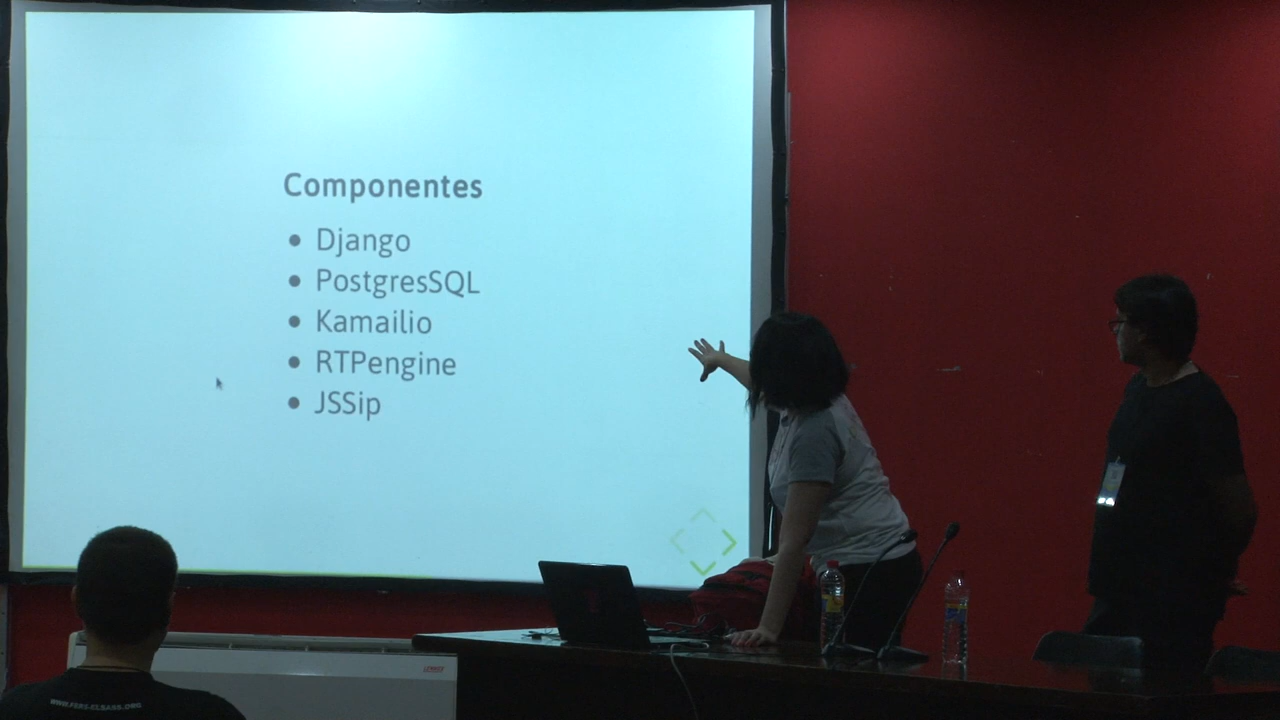 Componentes
Django
PostgresSQL
Kamailio
RTPengine
JSSip